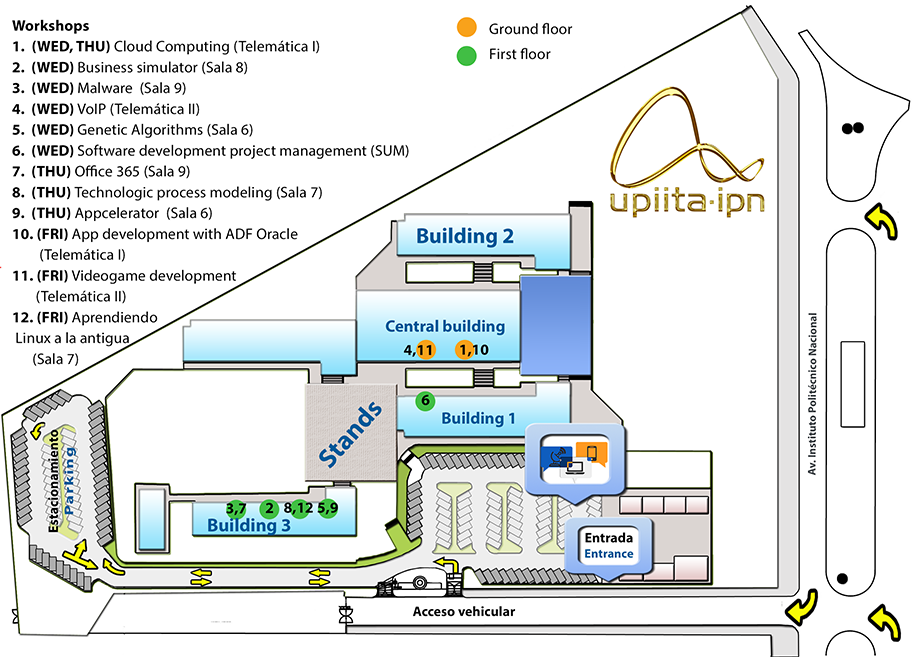 Workshops
1. (WED, THU) Cloud Computing (Telemática I)
2. (WED) Business simulator (Sala 8)
3. (WED) Malware (Sala 9)
4. (WED) VoIP (Telemática II)
5. (WED) Genetic Algorithms (Sala 6)
6. (WED) Software development project management (SUM)
7. (THU) Office 365 (Sala 9)
8. (THU) Technologic process modeling (Sala 7)
9. (THU) Appcelerator (Sala 6)
10. (FRI) App development with ADF Oracle
(Telemática I)
11. (FRI) Videogame development
(Telemática II)
12. (FRI) Aprendiendo
Linux a la antigua
(Sala 7)
Ground floor
First floor
upiita-ipn
Building 2
Central building
4,11 1,10
6
Building 1
Stands
Av. Instituto Politécnico Nacional
Estacionamiento
Parking
3,7 2 8,12 5,9
Building 3
Entrada
Entrance
Acceso vehicular